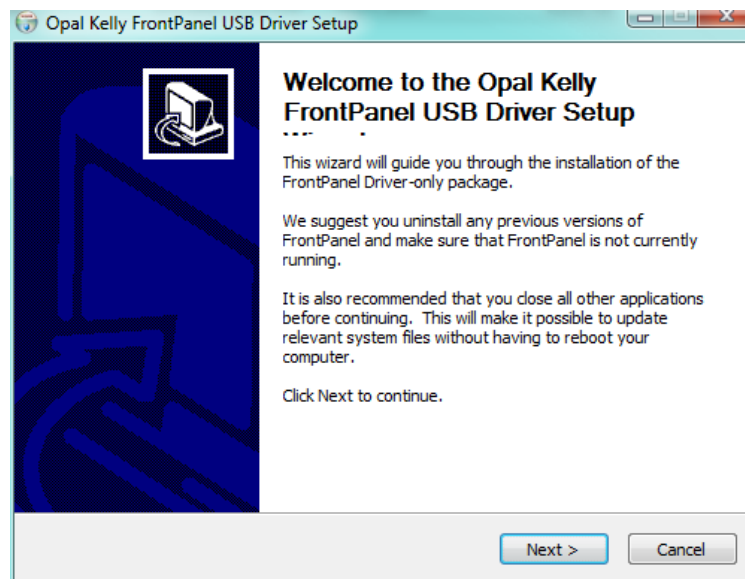 Opal Kelly FrontPanel USB Driver Setup
Welcome to the Opal Kelly
FrontPanel USB Driver Setup
This wizard will guide you through the installation of the
FrontPanel Driver-only package.
We suggest you uninstall any previous versions of
FrontPanel and make sure that FrontPanel is not currently
running.
It is also recommended that you close all other applications
before continuing.  This will make it possible to update
relevant system files without having to reboot your
computer.
Click Next to continue.
Next >
Cancel